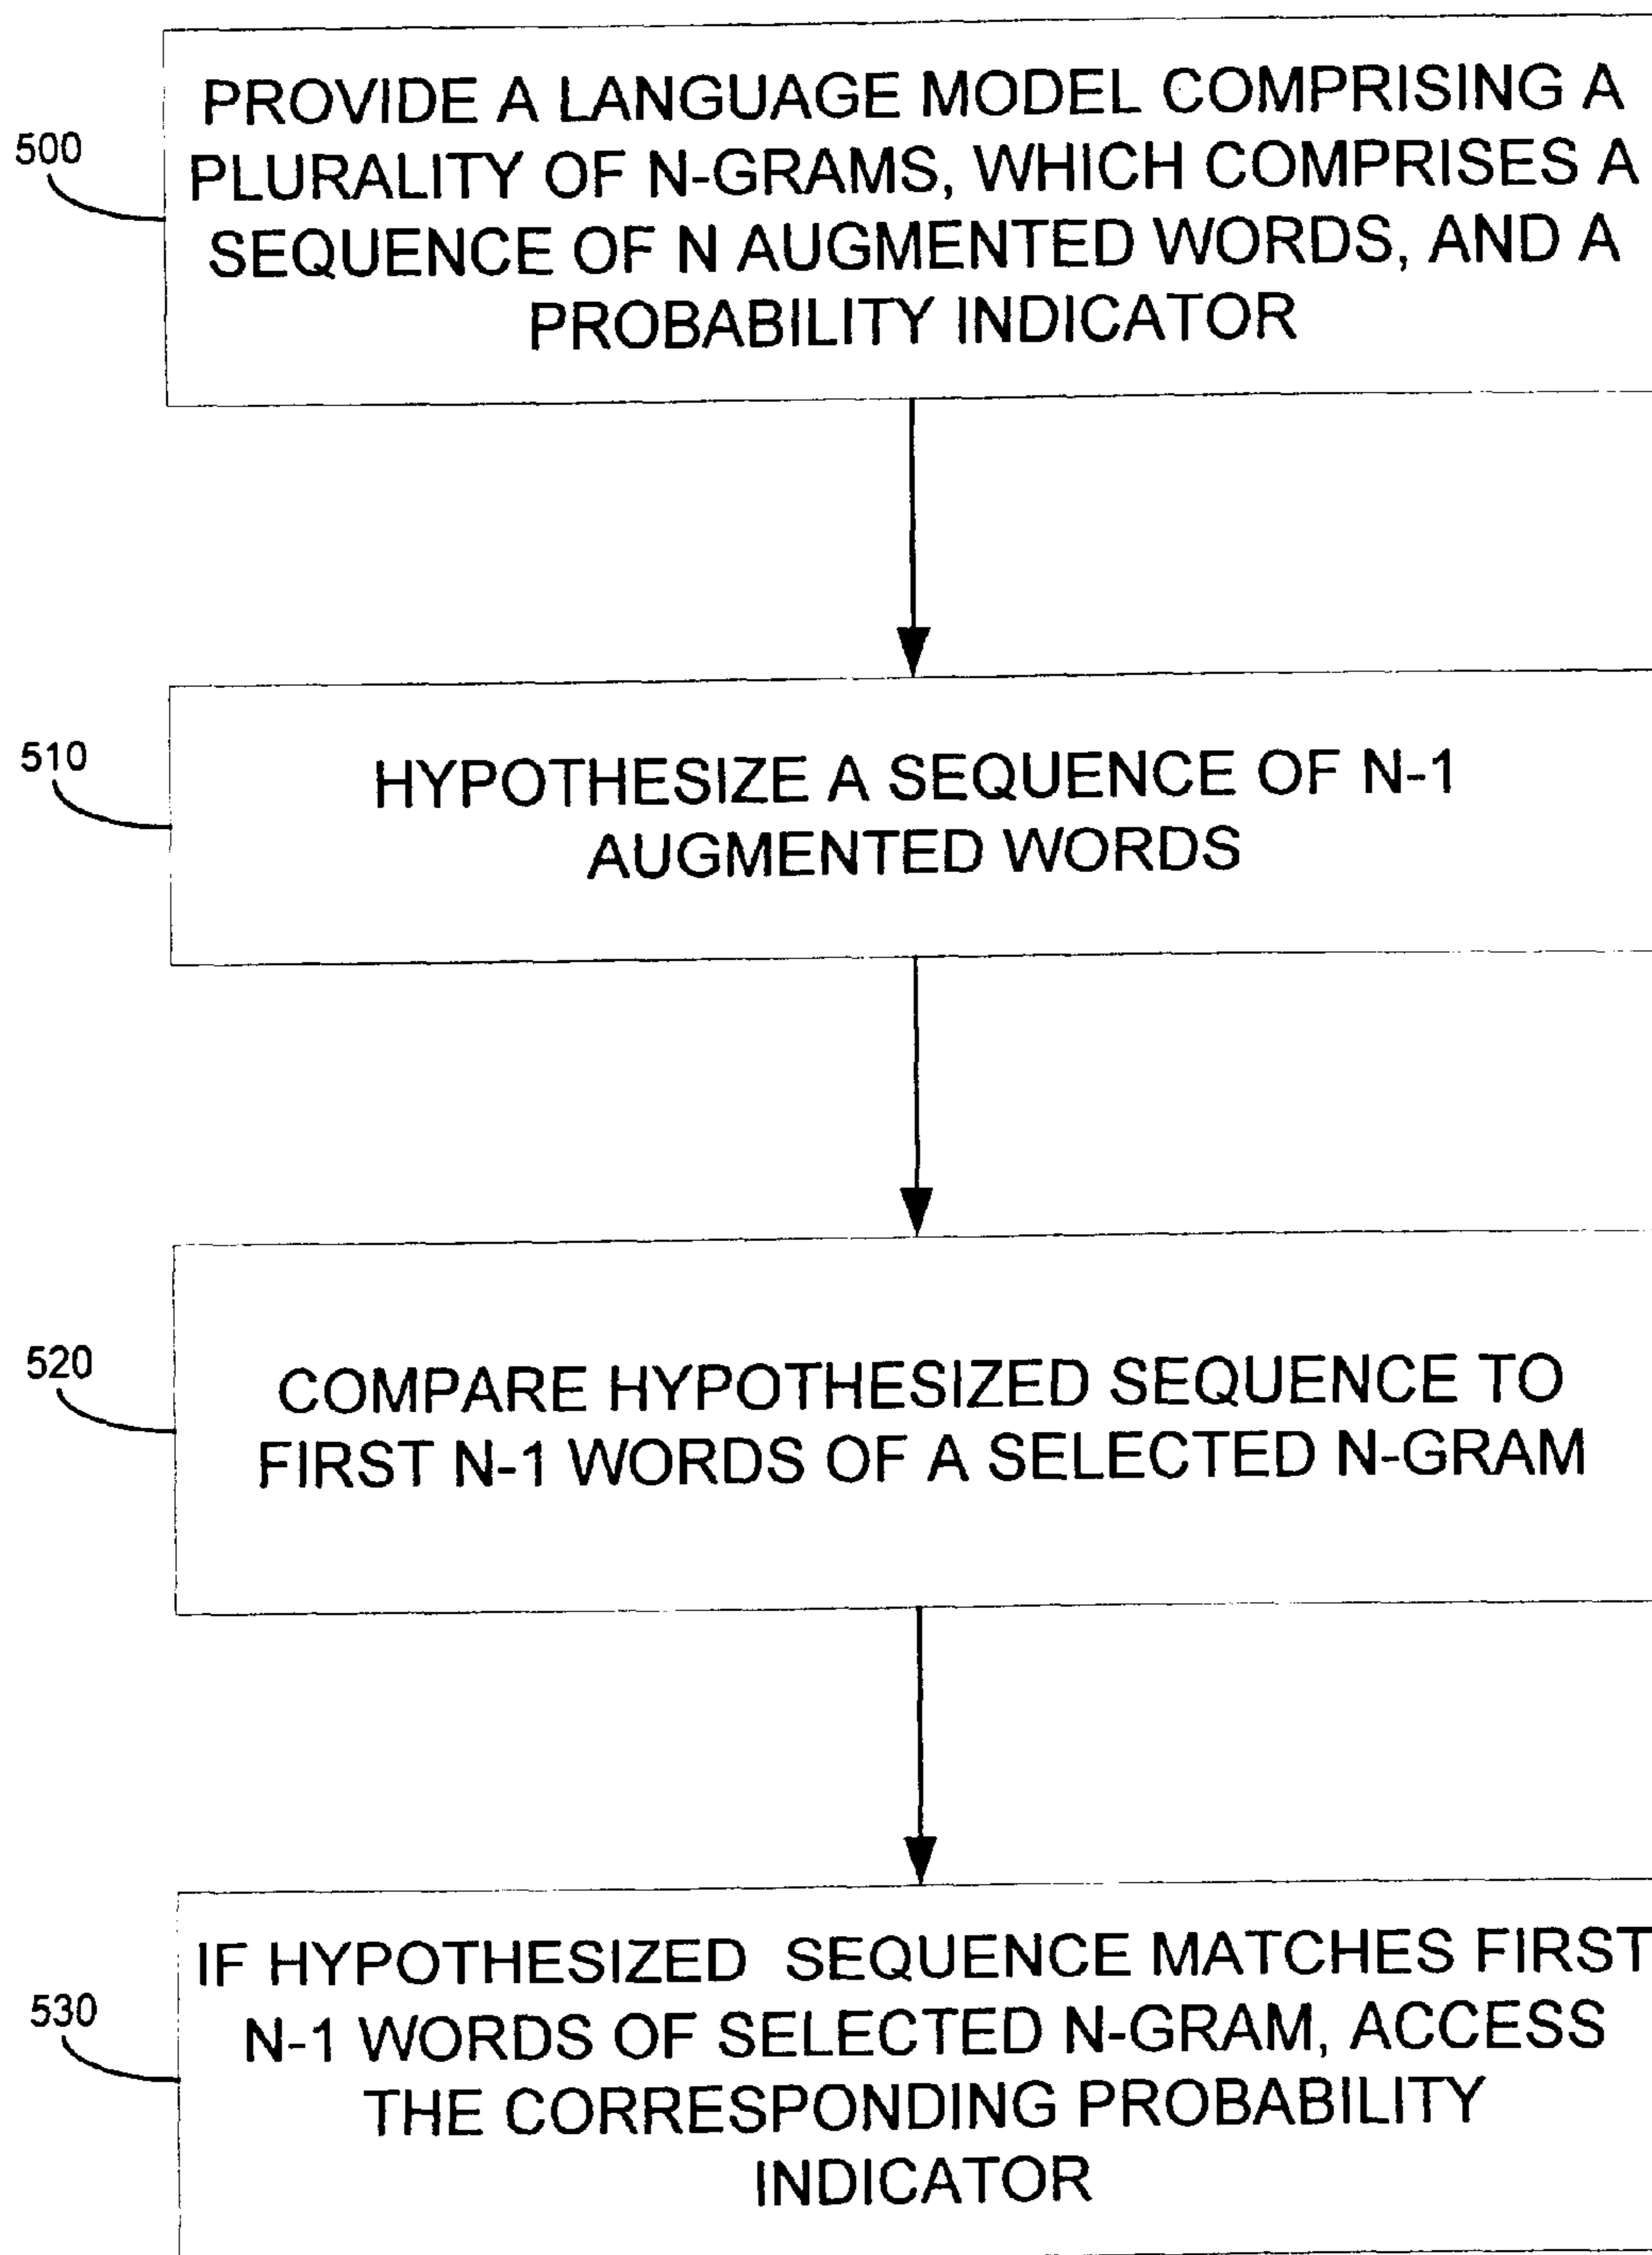 500
PROVIDE A LANGUAGE MODEL COMPRISING A
PLURALITY OF N-GRAMS, WHICH COMPRISES A
SEQUENCE OF N AUGMENTED WORDS, AND A
PROBABILITY INDICATOR
510
HYPOTHESIZE A SEQUENCE OF N-1
AUGMENTED WORDS
520
COMPARE HYPOTHESIZED SEQUENCE TO
FIRST N-1 WORDS OF A SELECTED N-GRAM
530
IF HYPOTHESIZED SEQUENCE MATCHES FIRST
N-1 WORDS OF SELECTED N-GRAM, ACCESS
THE CORRESPONDING PROBABILITY
INDICATOR